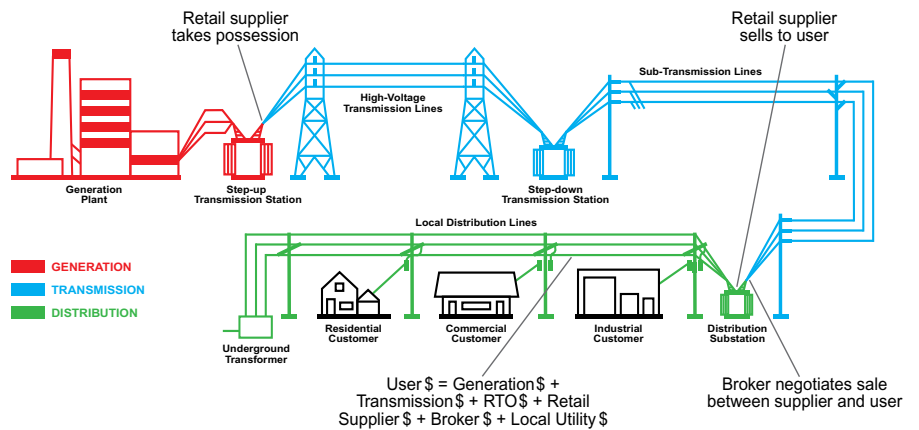 Retail supplier
takes possession
Retail supplier
sells to user
Sub-Transmission Lines
High-Voltage
Transmission Lines
Generation
Plant
Step-up
Transmission Station
Step-down
Transmission Station
Local Distribution Lines
GENERATION
TRANSMISSION
DISTRIBUTION
Underground
Transformer
Residential
Customer
Commercial
Customer
Industrial
Customer
Distribution
Substation
User $ = Generation $ +
Transmission $ + RTO $ + Retail
Supplier $ + Broker $ + Local Utility $
Broker negotiates sale
between supplier and user